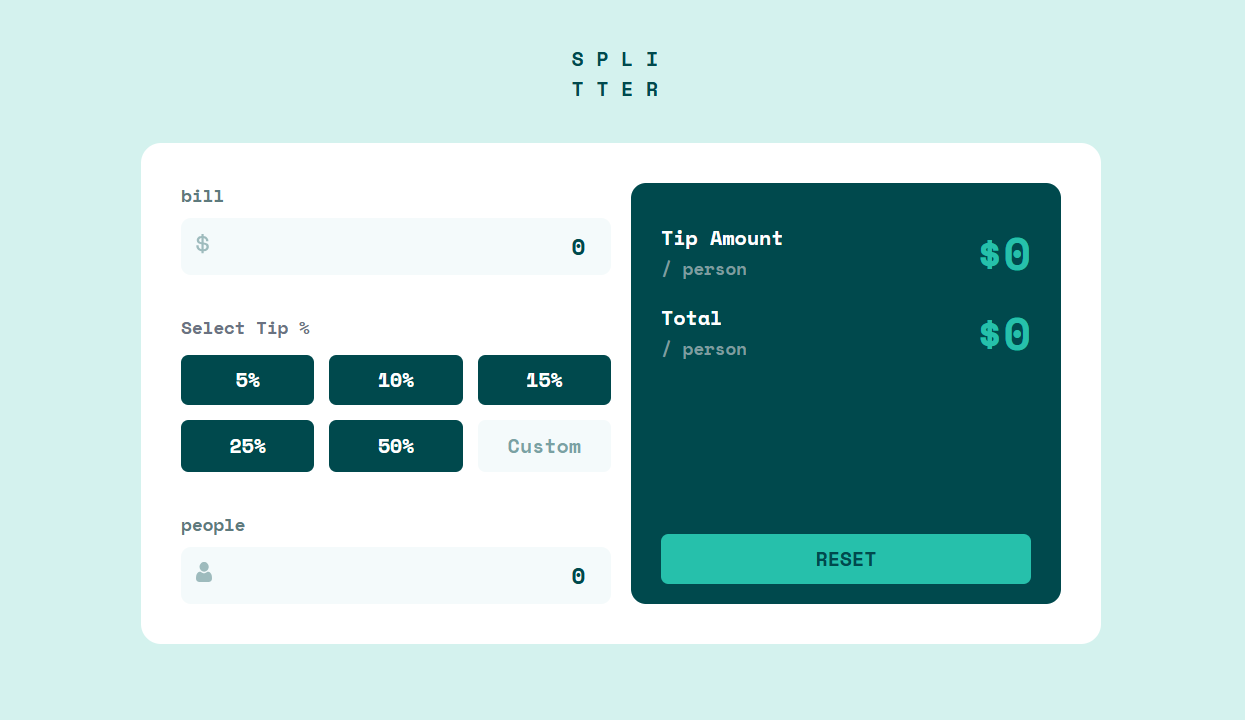 S P L I
T T E R
bill
$ 0
Select Tip %
5% 10% 15%
25% 50% Custom
people
0
Tip Amount
/ person
$0
Total
/ person
$0
RESET